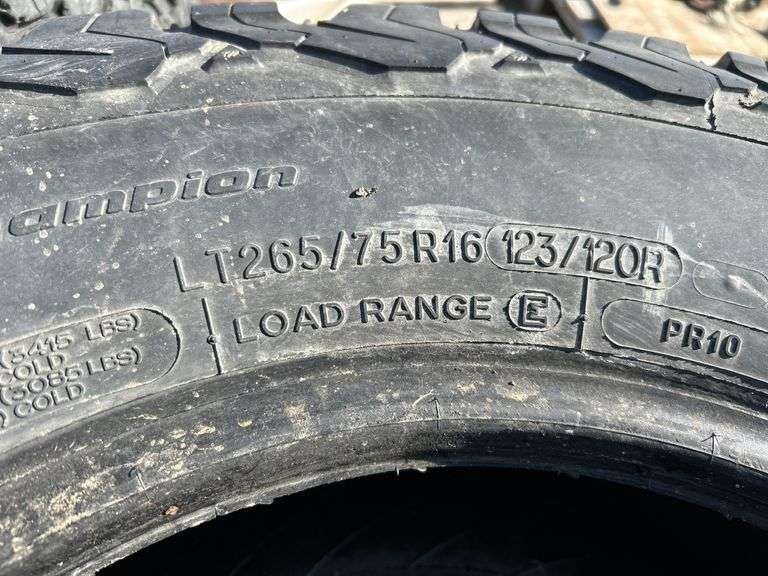 ampion
LT265/75R16 123/120R
LOAD RANGE E
PR10
(3415 LBS)
COLD
(3085 LBS)
) COLD